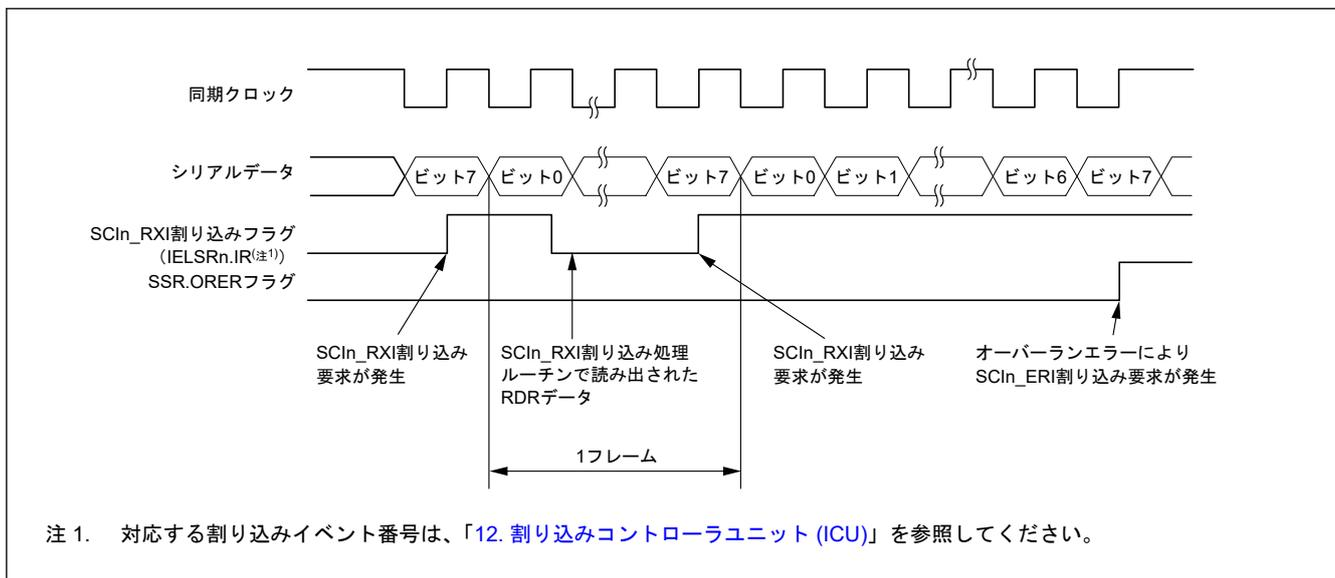 同期クロック
シリアルデータ
ビット7
ビット0
ビット7
ビット0
ビット1
ビット6
ビット7
SCIn_RXI割り込みフラグ
（IELSRn.IR(注1)）
SSR.ORERフラグ
SCIn_RXI割り込み
要求が発生
SCIn_RXI割り込み処理
ルーチンで読み出された
RDRデータ
SCIn_RXI割り込み
要求が発生
オーバーランエラーにより
SCIn_ERI割り込み要求が発生
1フレーム
注 1. 対応する割り込みイベント番号は、「12. 割り込みコントローラユニット (ICU)」を参照してください。